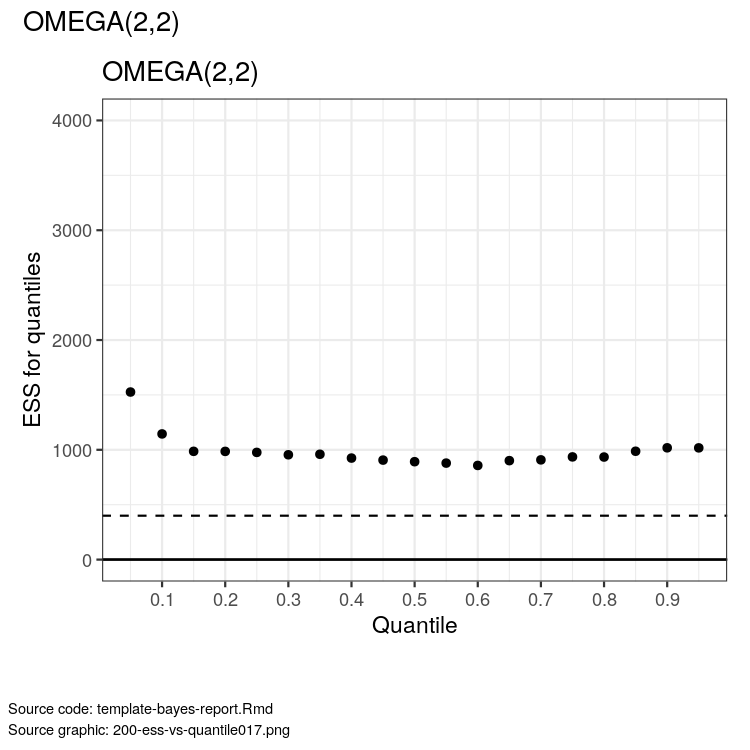 OMEGA(2,2)
OMEGA(2,2)
4000
3000
2000
1000
0
ESS for quantiles
0.1 0.2 0.3 0.4 0.5 0.6 0.7 0.8 0.9
Quantile
Source code: template-bayes-report.Rmd
Source graphic: 200-ess-vs-quantile017.png